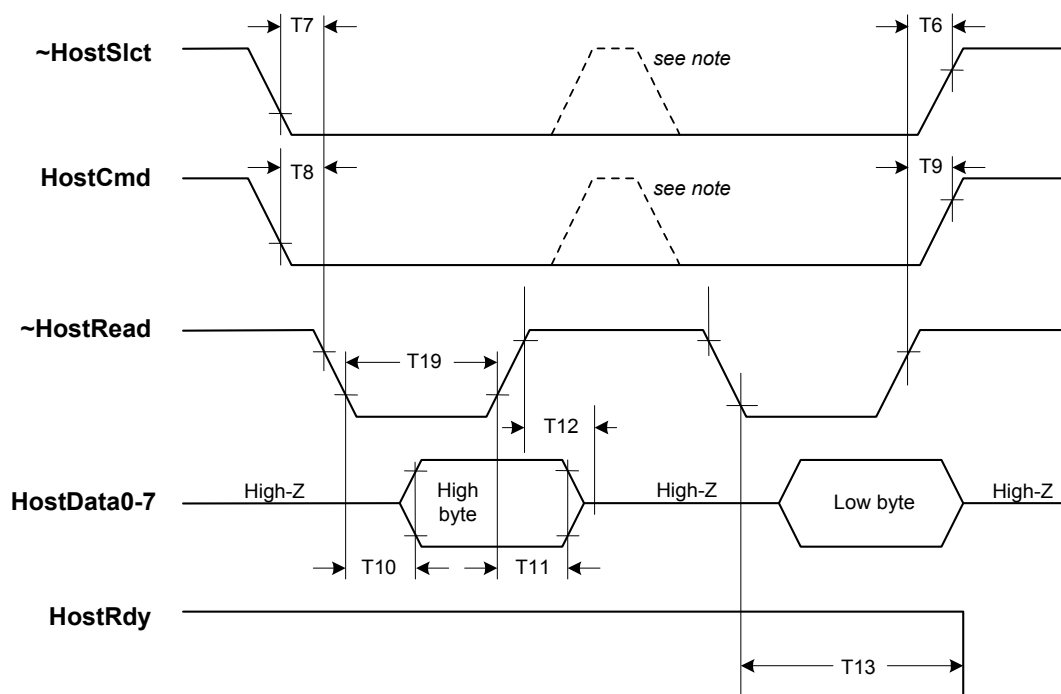 T7
T6
~HostSlct
see note
T8
T9
HostCmd
see note
~HostRead
T19
T12
HostData0-7
High-Z
High
byte
High-Z
Low byte
High-Z
T10
T11
HostRdy
T13